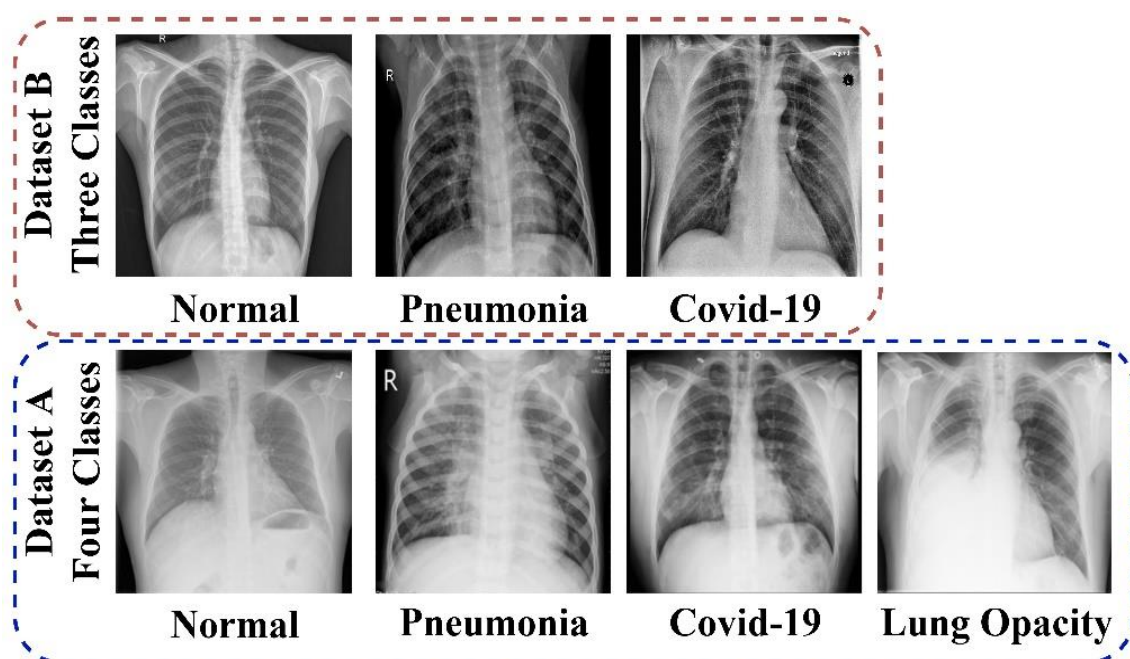 Dataset B
Three Classes
R
R
Normal
Pneumonia
Covid-19
Dataset A
Four Classes
R
Normal
Pneumonia
Covid-19
Lung Opacity